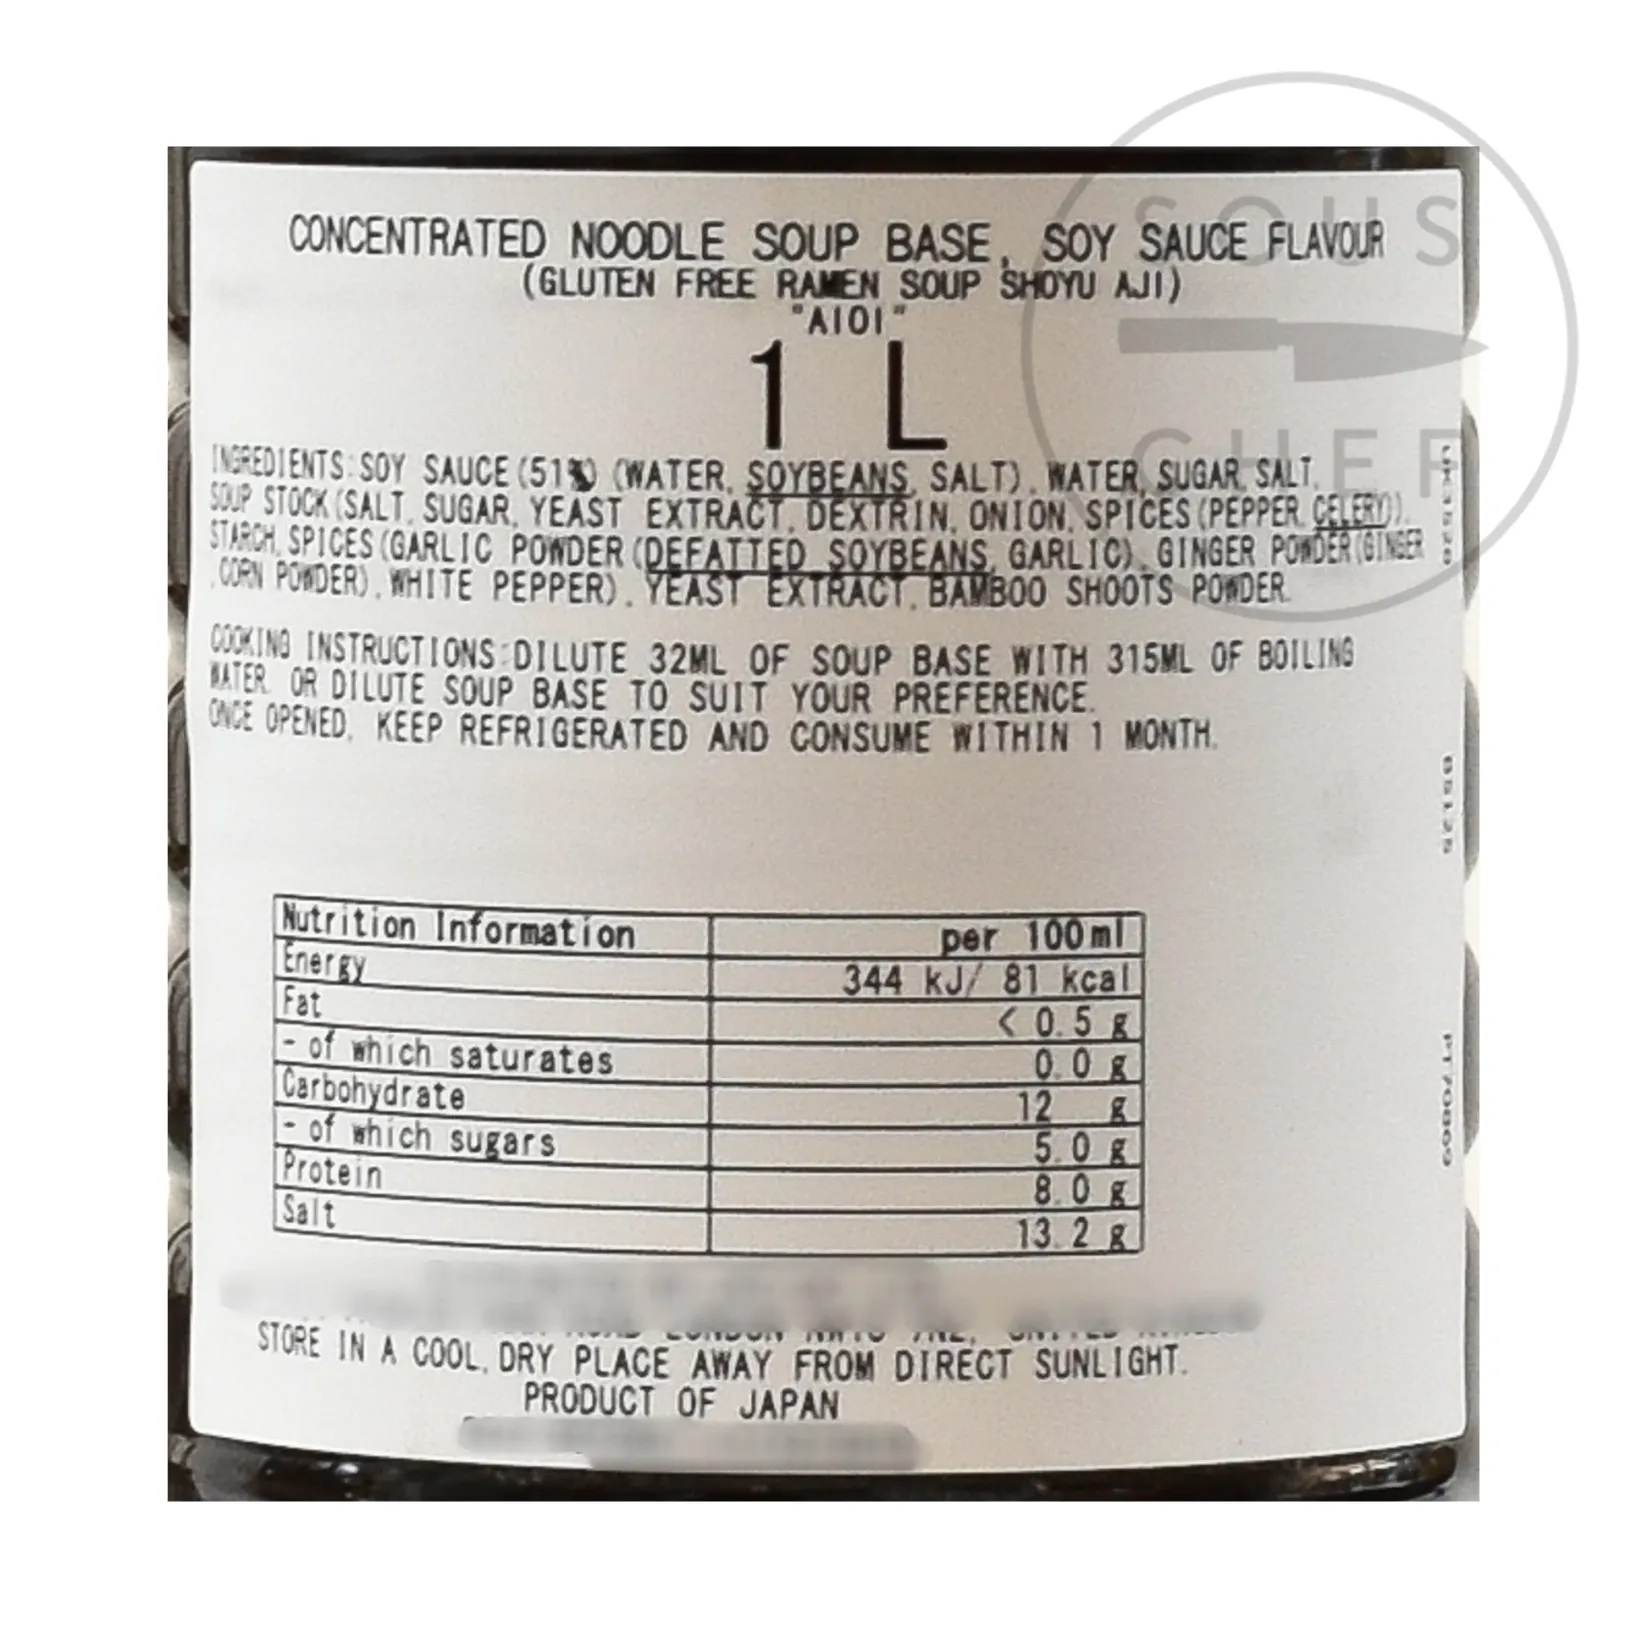 SOUS
CHEF
CONCENTRATED NOODLE SOUP BASE, SOY SAUCE FLAVOUR
(GLUTEN FREE RAMEN SOUP SHOYU AJI)
"AIOI"
1 L
INGREDIENTS:SOY SAUCE(51%) (WATER, SOYBEANS, SALT), WATER, SUGAR, SALT,
SOUP STOCK(SALT, SUGAR, YEAST EXTRACT, DEXTRIN, ONION, SPICES(PEPPER, CELERY)),
STARCH, SPICES(GARLIC POWDER(DEFATTED SOYBEANS, GARLIC), GINGER POWDER(GINGER
,CORN POWDER), WHITE PEPPER), YEAST EXTRACT, BAMBOO SHOOTS POWDER.
COOKING INSTRUCTIONS:DILUTE 32ML OF SOUP BASE WITH 315ML OF BOILING
WATER, OR DILUTE SOUP BASE TO SUIT YOUR PREFERENCE.
ONCE OPENED, KEEP REFRIGERATED AND CONSUME WITHIN 1 MONTH.
Nutrition Information per 100ml
Energy 344 kJ/ 81 kcal
Fat < 0.5 g
- of which saturates 0.0 g
Carbohydrate 12 g
- of which sugars 5.0 g
Protein 8.0 g
Salt 13.2 g
STORE IN A COOL, DRY PLACE AWAY FROM DIRECT SUNLIGHT.
PRODUCT OF JAPAN
PT70809